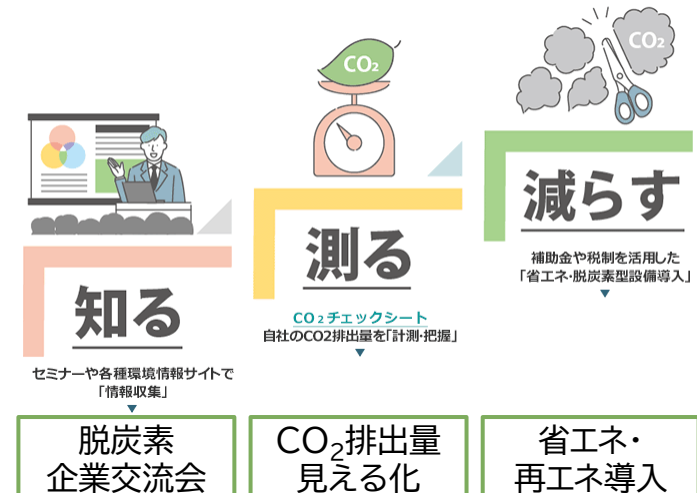 知る
セミナーや各種環境情報サイトで
「情報収集」
▼
脱炭素
企業交流会
CO₂
測る
CO₂チェックシート
自社のCO2排出量を「計測・把握」
▼
CO₂排出量
見える化
CO₂
減らす
補助金や税制を活用した
「省エネ・脱炭素型設備導入」
▼
省エネ・
再エネ導入